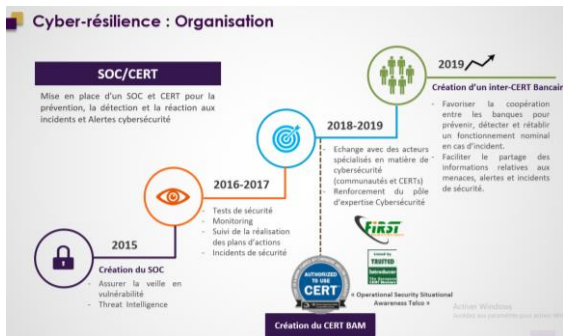 Cyber-résilience : Organisation
SOC/CERT
Mise en place d'un SOC et CERT pour la
prévention, la détection et la réaction aux
incidents et Alertes cybersécurité
2015
Création du SOC
- Assurer la veille en
vulnérabilité
- Threat Intelligence
2016-2017
- Tests de sécurité
- Monitoring
- Suivi de la réalisation
des plans d'actions
- Incidents de sécurité
2018-2019
- Echange avec des acteurs
spécialisés en matière de
cybersécurité
(communautés et CERTs)
- Renforcement du pôle
d'expertise Cybersécurité
2019
Création d'un inter-CERT Bancair
- Favoriser la coopération
entre les banques pour
prévenir, détecter et rétablir
un fonctionnement nominal
en cas d'incident.
- Faciliter le partage des
informations relatives aux
menaces, alertes et incidents
de sécurité.
FIRST
TRUSTED
Introducer
AUTHORIZED
TO USE
CERT
« Operational Security Situational
Awareness Telco »
Création du CERT BAM
Activer Windows